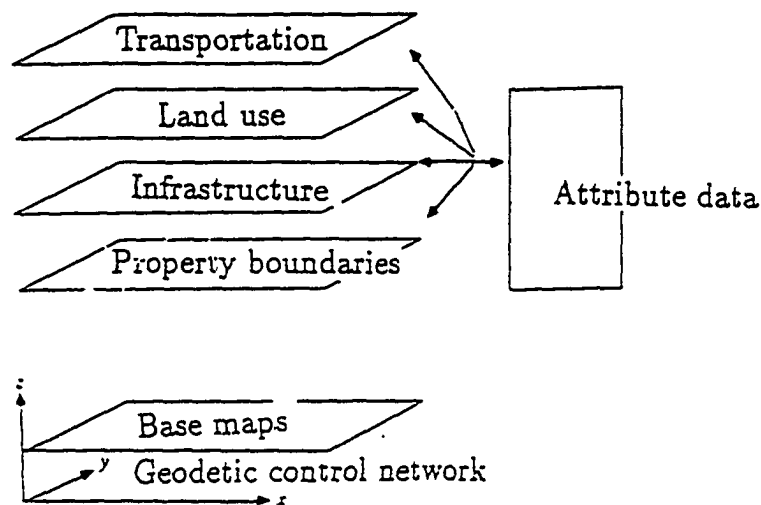 Transportation
Land use
Infrastructure
Attribute data
Property boundaries
z
Base maps
y
Geodetic control network
x